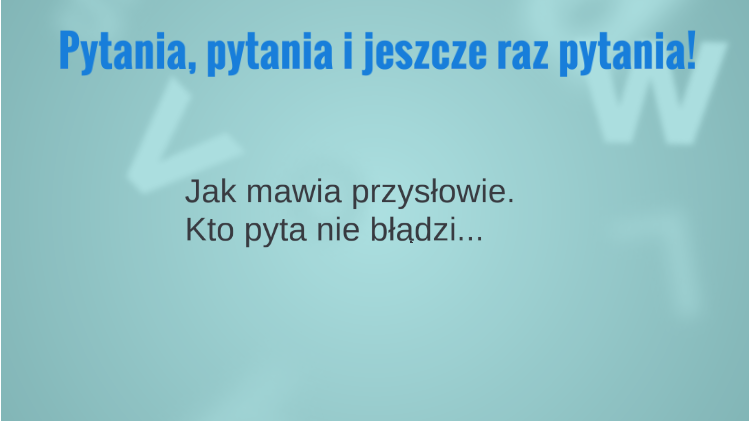 Pytania, pytania i jeszcze raz pytania!
Jak mawia przysłowie.
Kto pyta nie błądzi...